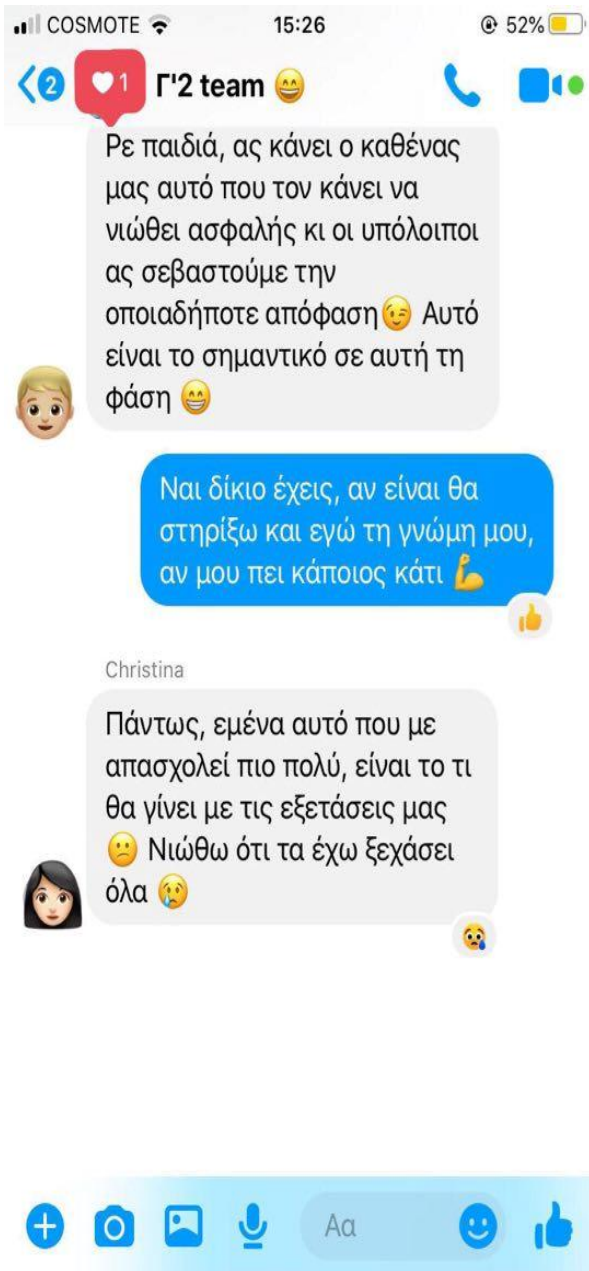 COSMOTE 15:26 52%
2 1 Γ'2 team 😄
Ρε παιδιά, ας κάνει ο καθένας
μας αυτό που τον κάνει να
νιώθει ασφαλής κι οι υπόλοιποι
ας σεβαστούμε την
οποιαδήποτε απόφαση😉 Αυτό
είναι το σημαντικό σε αυτή τη
φάση 😁
Ναι δίκιο έχεις, αν είναι θα
στηρίξω και εγώ τη γνώμη μου,
αν μου πει κάποιος κάτι 💪
Christina
Πάντως, εμένα αυτό που με
απασχολεί πιο πολύ, είναι το τι
θα γίνει με τις εξετάσεις μας
😕 Νιώθω ότι τα έχω ξεχάσει
όλα 😢
Aα